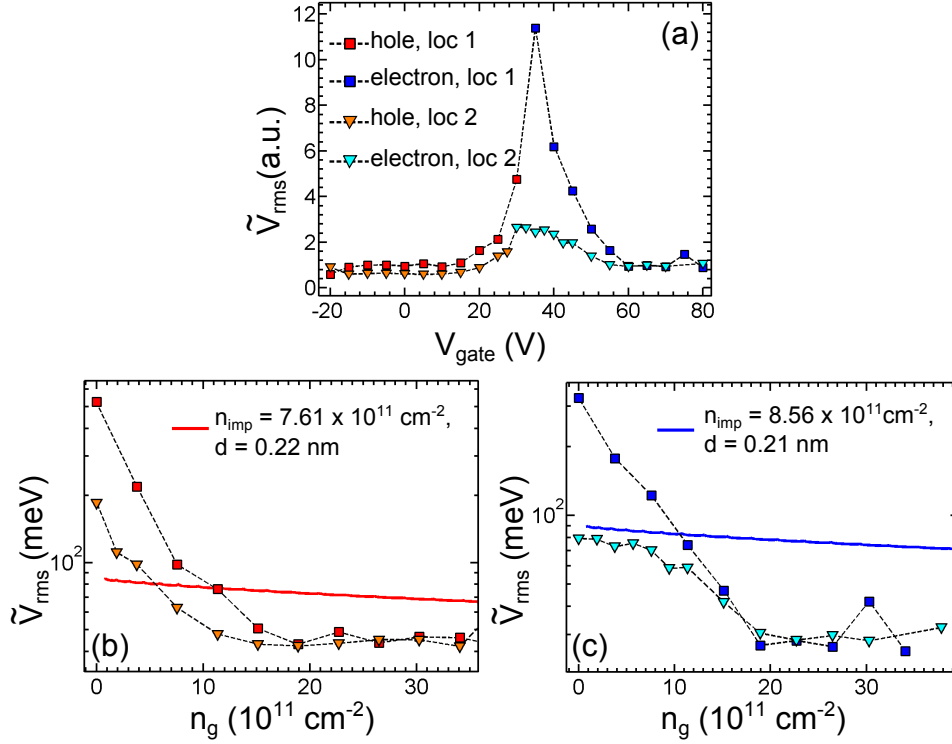 12
10
8
6
4
2
0
Ṽrms(a.u.)
(a)
hole, loc 1
electron, loc 1
hole, loc 2
electron, loc 2
-20 0 20 40 60 80
Vgate (V)
10²
Ṽrms (meV)
nimp = 7.61 x 10¹¹ cm⁻²,
d = 0.22 nm
(b)
0 10 20 30
ng (10¹¹ cm⁻²)
10²
Ṽrms (meV)
nimp = 8.56 x 10¹¹cm⁻²,
d = 0.21 nm
(c)
0 10 20 30
ng (10¹¹ cm⁻²)